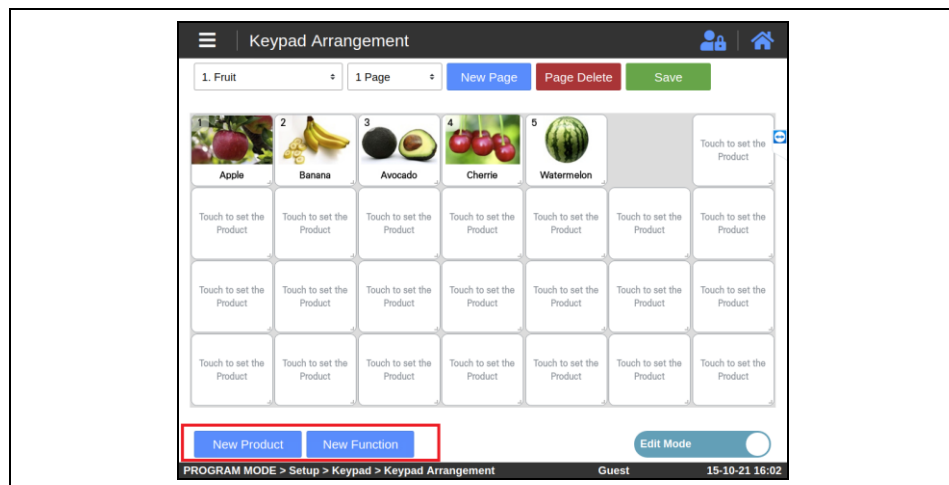 Keypad Arrangement
1. Fruit 1 Page New Page Page Delete Save
1 2 3 4 5
Touch to set the
Product
Apple Banana Avocado Cherrie Watermelon
Touch to set the Touch to set the Touch to set the Touch to set the Touch to set the Touch to set the Touch to set the
Product Product Product Product Product Product Product
Touch to set the Touch to set the Touch to set the Touch to set the Touch to set the Touch to set the Touch to set the
Product Product Product Product Product Product Product
Touch to set the Touch to set the Touch to set the Touch to set the Touch to set the Touch to set the Touch to set the
Product Product Product Product Product Product Product
New Product New Function Edit Mode
PROGRAM MODE > Setup > Keypad > Keypad Arrangement Guest 15-10-21 16:02